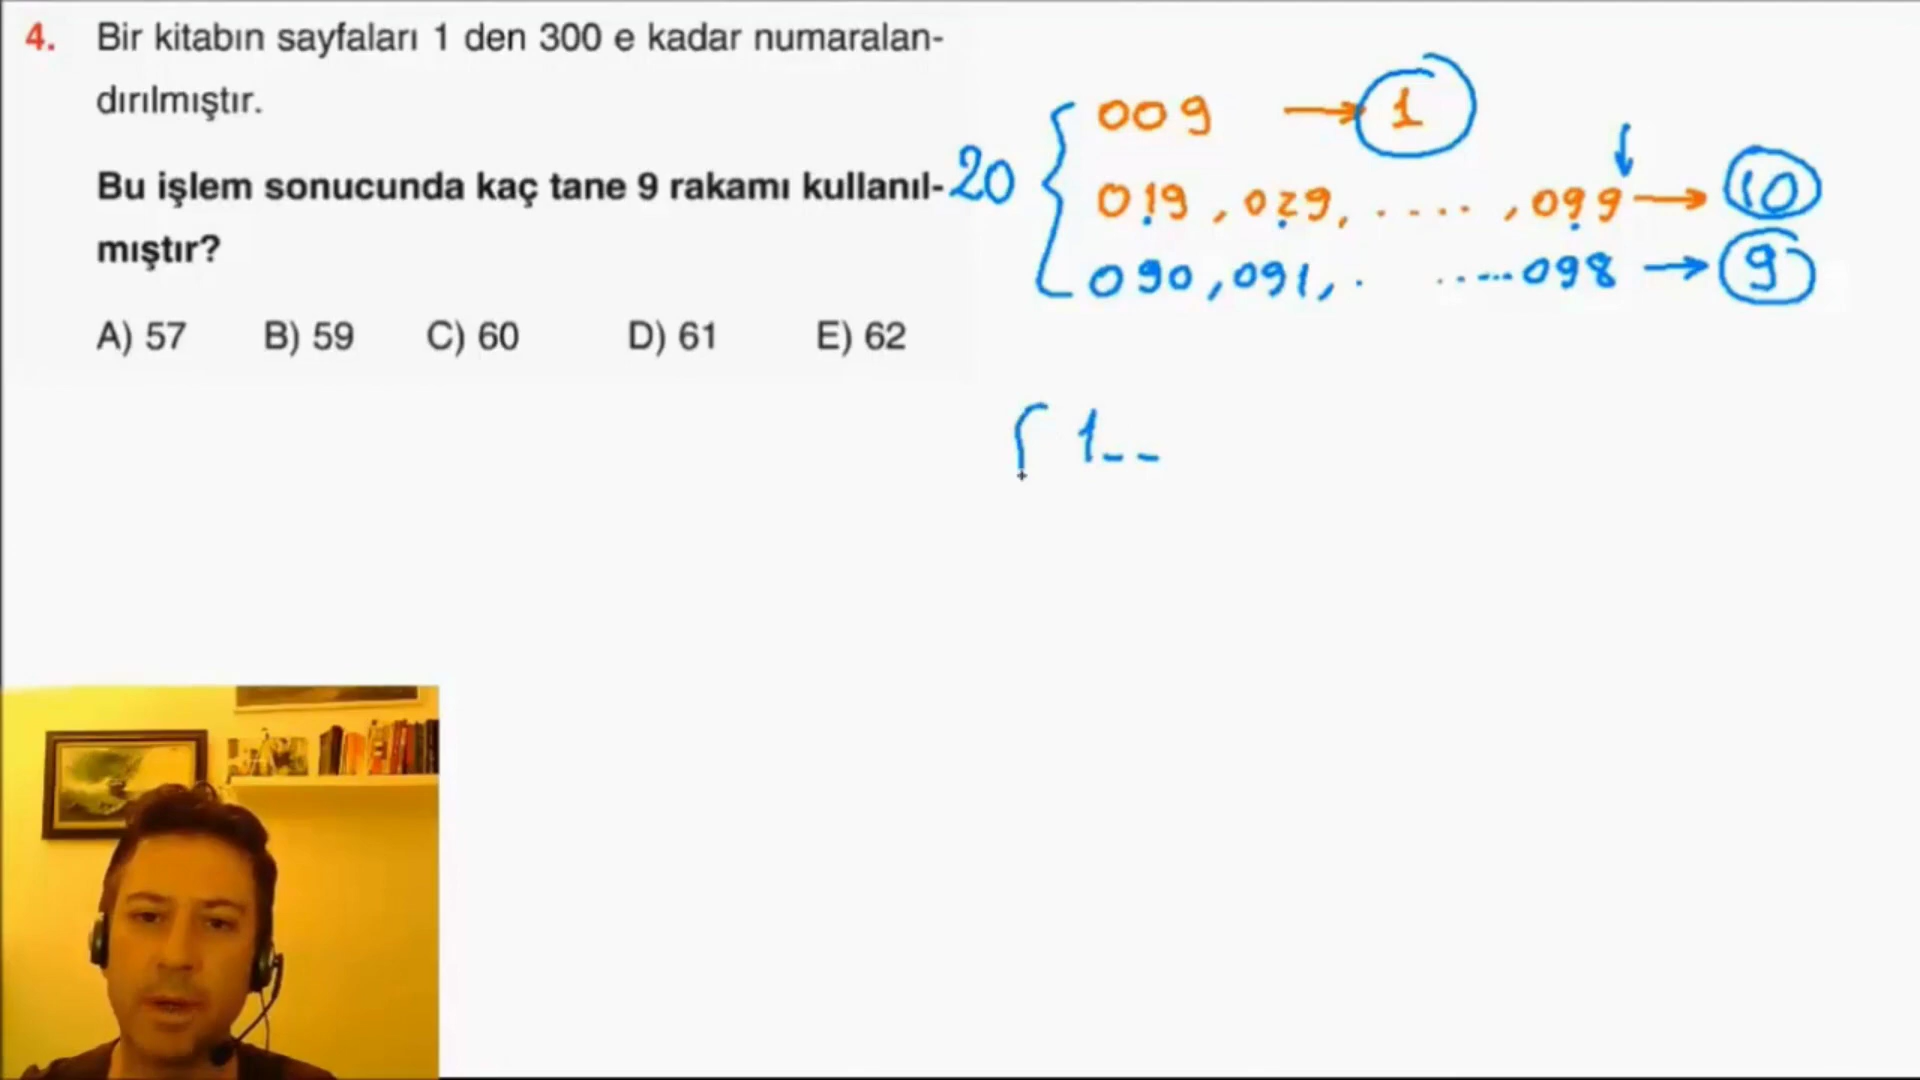 4. Bir kitabın sayfaları 1 den 300 e kadar numaralan-
dırılmıştır.
Bu işlem sonucunda kaç tane 9 rakamı kullanıl-
mıştır?
A) 57 B) 59 C) 60 D) 61 E) 62
20
009 → 1
019, 029, ....., 099 → 10
090, 091, . ..... 098 → 9
1--